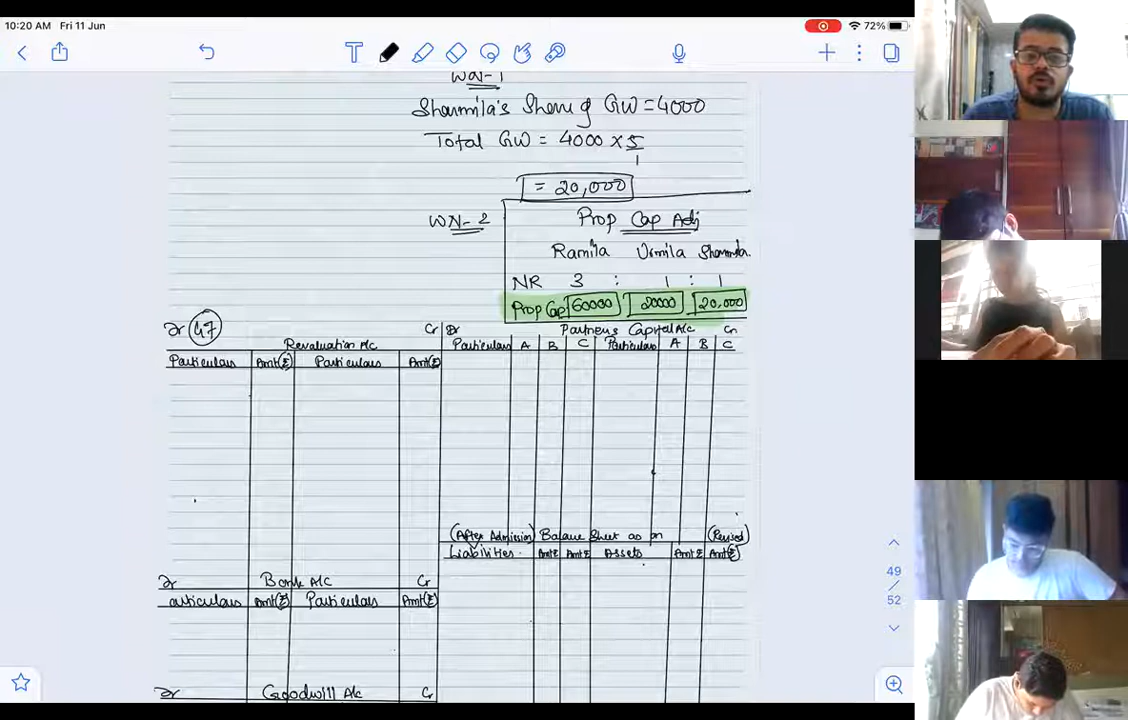 10:20 AM Fri 11 Jun
72%
WN-1
Sharmila's Share of GW = 4000
Total GW = 4000 × 5
1
= 20,000
WN-2
Prop Cap Adj
Ramila Urmila Sharmila
NR 3 : 1 : 1
Prop Cap 60000 20000 20,000
Dr 47 Cr
Revaluation A/c
Particulars Amt(₹) Particulars Amt(₹)
Dr Partners Capital A/c Cr
Particulars A B C Particulars A B C
(After Admission) Balance Sheet as on (Revised)
Liabilities Amt ₹ Amt ₹ Assets Amt ₹ Amt ₹
Dr Bank A/c Cr
articulars Amt(₹) Particulars Amt(₹)
Dr Goodwill A/c Cr
49
/
52